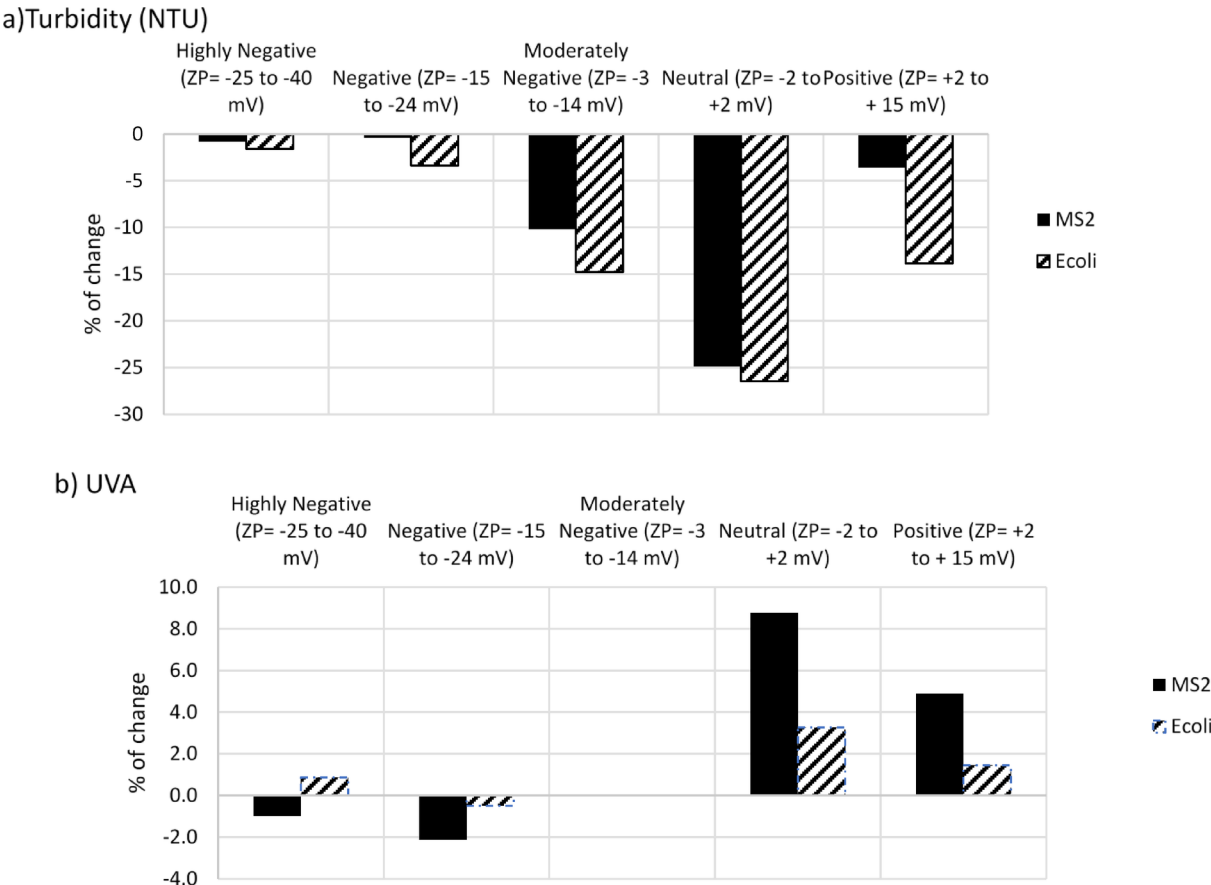 a)Turbidity (NTU)
Highly Negative
(ZP= -25 to -40
mV)
Negative (ZP= -15
to -24 mV)
Moderately
Negative (ZP= -3
to -14 mV)
Neutral (ZP= -2 to
+2 mV)
Positive (ZP= +2 to
+ 15 mV)
0
-5
-10
-15
-20
-25
-30
% of change
MS2
Ecoli
b) UVA
Highly Negative
(ZP= -25 to -40
mV)
Negative (ZP= -15
to -24 mV)
Moderately
Negative (ZP= -3
to -14 mV)
Neutral (ZP= -2 to
+2 mV)
Positive (ZP= +2
to + 15 mV)
10.0
8.0
6.0
4.0
2.0
0.0
-2.0
-4.0
% of change
MS2
Ecoli